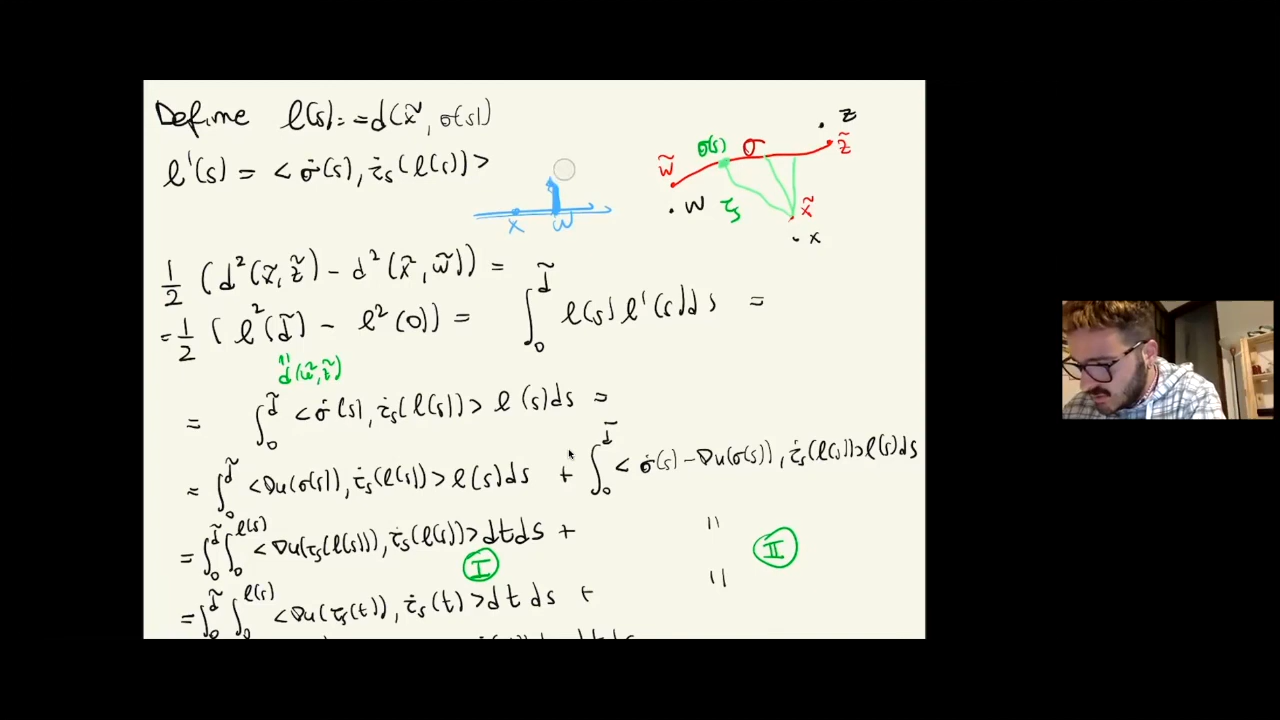 Define ℓ(s):=d(x̃, σ(s))
ℓ'(s) = < σ̇(s), τ̇ₛ(ℓ(s)) >
z
z̃
σ(s) σ
w̃
w
τₛ
x̃
x
x w
1/2 (d²(x̃,z̃) - d²(x̃,w̃)) =
= 1/2 (ℓ²(d̃) - ℓ²(0)) = ∫₀^d̃ ℓ(s) ℓ'(s) ds =
d(w̃,z̃)
= ∫₀^d̃ < σ̇(s), τ̇ₛ(ℓ(s)) > ℓ(s) ds =
= ∫₀^d̃ < ∇u(σ(s)), τ̇ₛ(ℓ(s)) > ℓ(s) ds + ∫₀^d̃ < σ̇(s) - ∇u(σ(s)), τ̇ₛ(ℓ(s)) > ℓ(s) ds
= ∫₀^d̃ ∫₀^ℓ(s) < ∇u(τₛ(ℓ(s))), τ̇ₛ(ℓ(s)) > dt ds + "
I II
= ∫₀^d̃ ∫₀^ℓ(s) < ∇u(τₛ(t)), τ̇ₛ(t) > dt ds + "